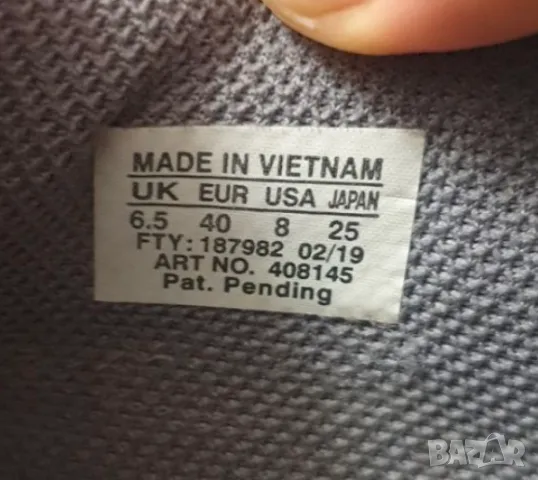 MADE IN VIETNAM
UK EUR USA JAPAN
6.5 40 8 25
FTY: 187982 02/19
ART NO. 408145
Pat. Pending
BAZAR